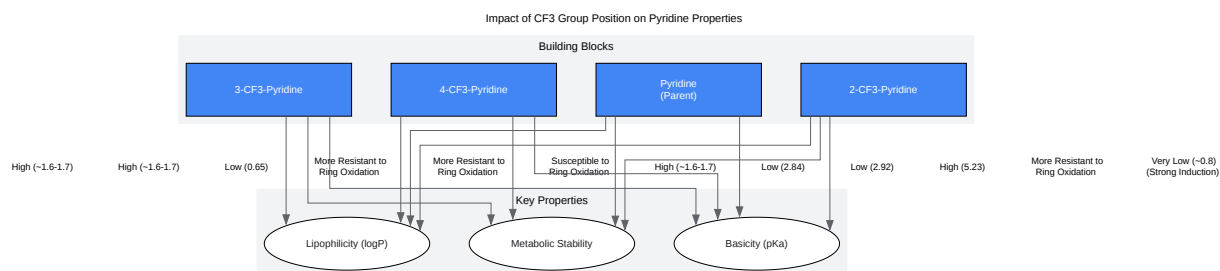 Impact of CF3 Group Position on Pyridine Properties
Building Blocks
3-CF3-Pyridine
4-CF3-Pyridine
Pyridine
(Parent)
2-CF3-Pyridine
High (~1.6-1.7)
High (~1.6-1.7)
Low (0.65)
More Resistant to
Ring Oxidation
More Resistant to
Ring Oxidation
Susceptible to
Ring Oxidation
High (~1.6-1.7)
Low (2.84)
Low (2.92)
High (5.23)
More Resistant to
Ring Oxidation
Very Low (~0.8)
(Strong Induction)
Key Properties
Lipophilicity (logP)
Metabolic Stability
Basicity (pKa)